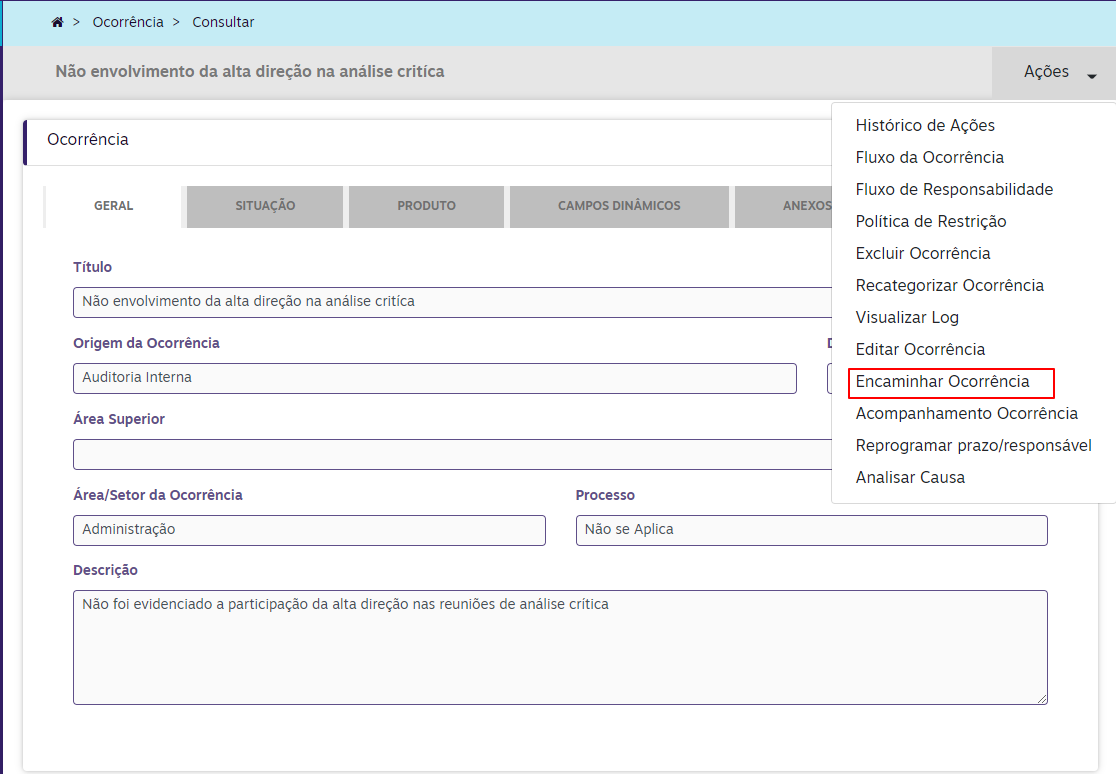 > Ocorrência > Consultar
Não envolvimento da alta direção na análise critíca
Ações
Histórico de Ações
Fluxo da Ocorrência
Fluxo de Responsabilidade
Política de Restrição
Excluir Ocorrência
Recategorizar Ocorrência
Visualizar Log
Editar Ocorrência
Encaminhar Ocorrência
Acompanhamento Ocorrência
Reprogramar prazo/responsável
Analisar Causa
Ocorrência
GERAL SITUAÇÃO PRODUTO CAMPOS DINÂMICOS ANEXOS
Título
Não envolvimento da alta direção na análise critíca
Origem da Ocorrência
Auditoria Interna
Área Superior
Área/Setor da Ocorrência Processo
Administração Não se Aplica
Descrição
Não foi evidenciado a participação da alta direção nas reuniões de análise crítica